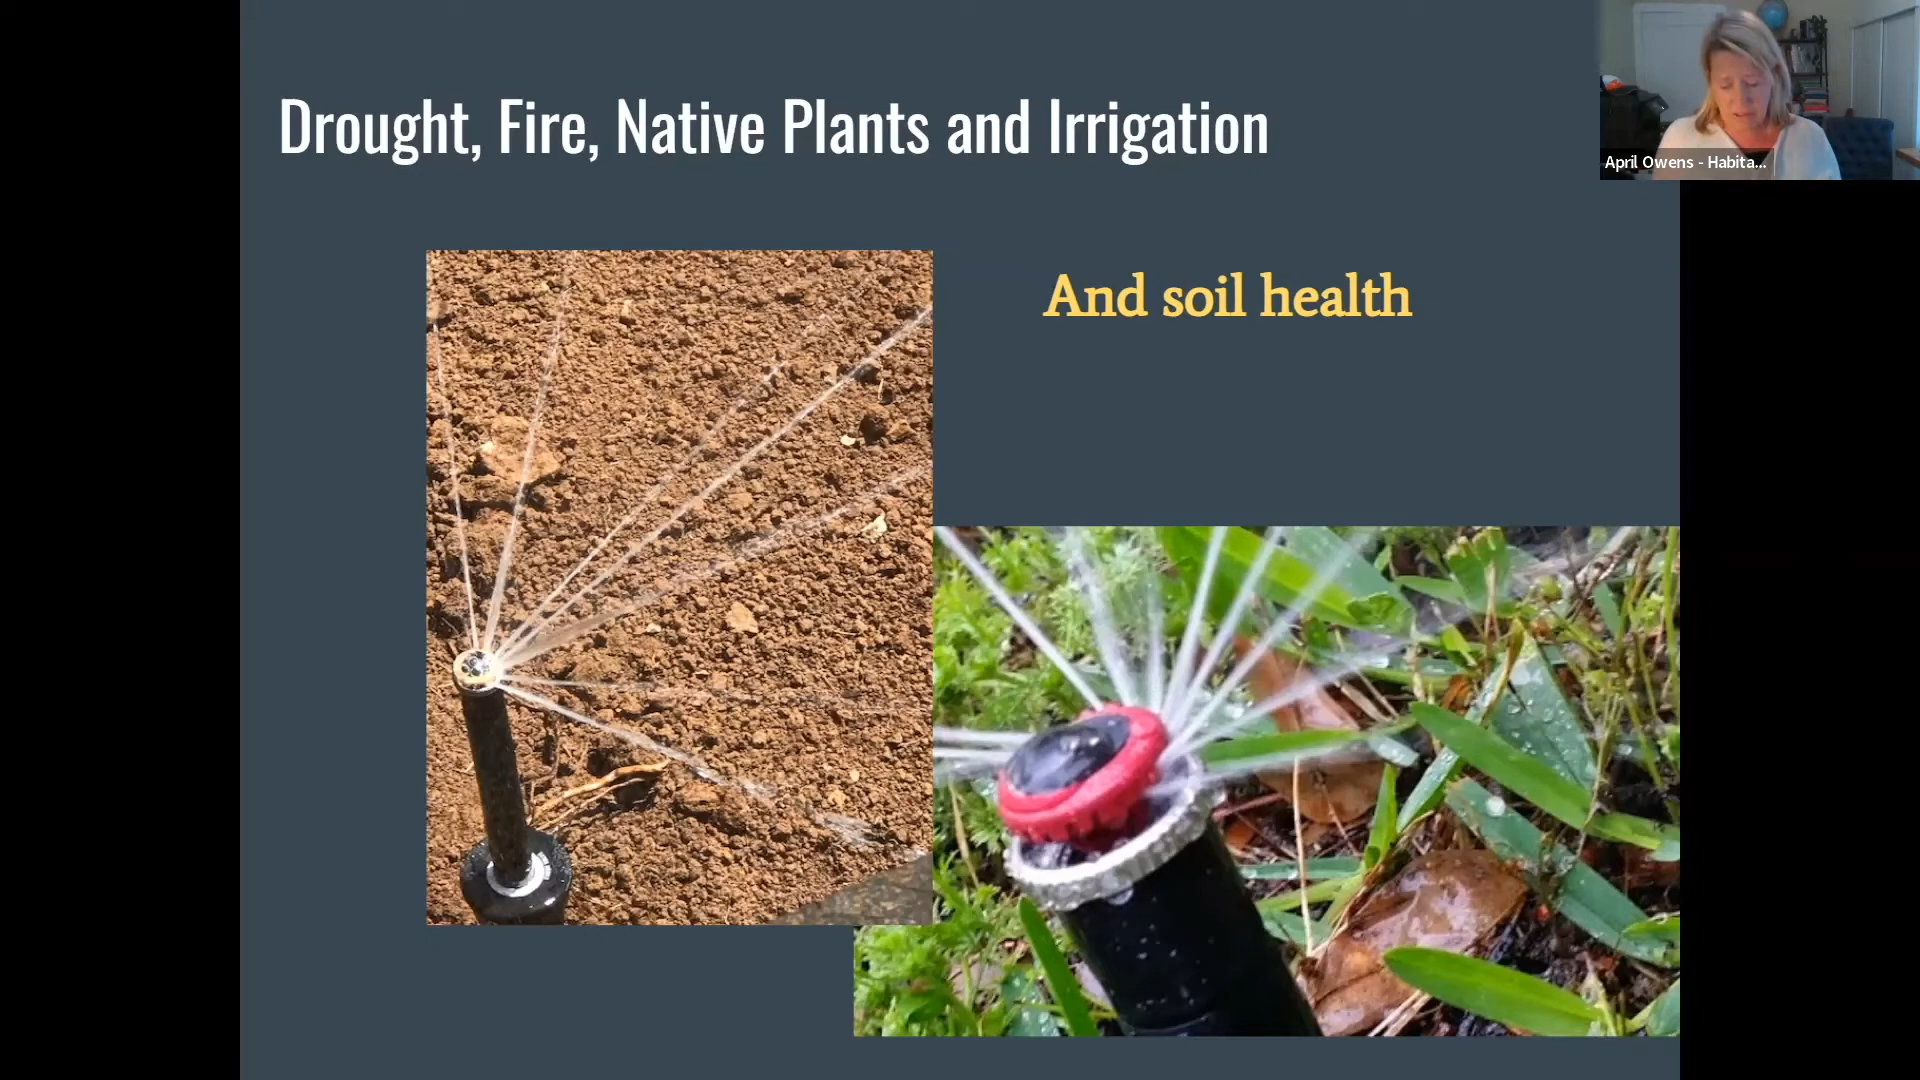 Drought, Fire, Native Plants and Irrigation
April Owens - Habita...
And soil health